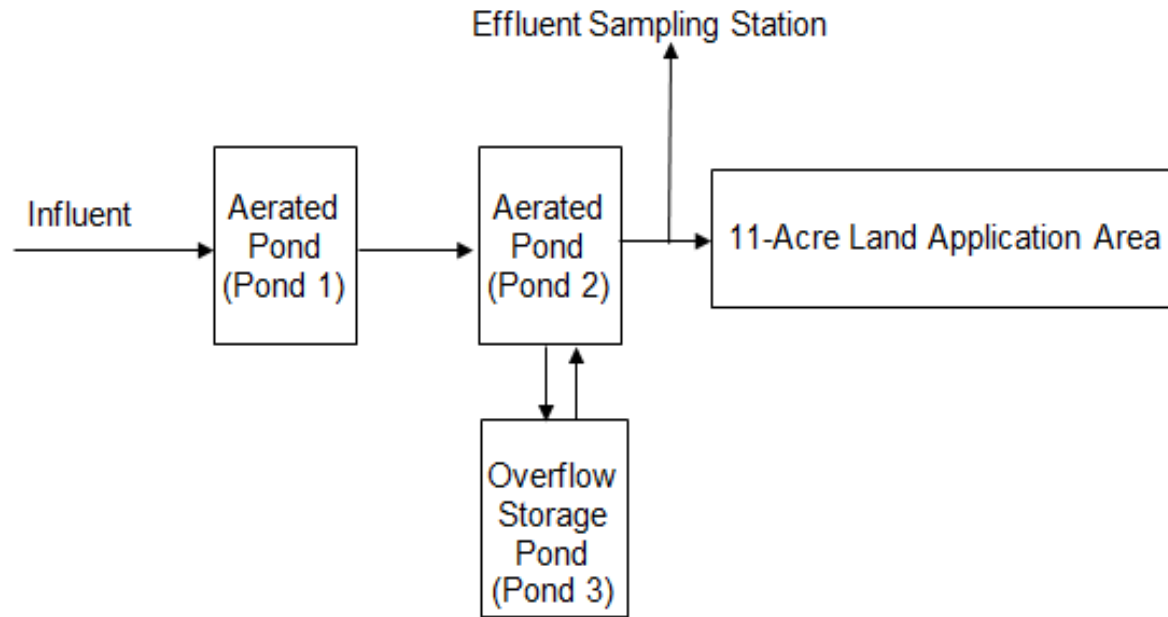 Effluent Sampling Station
Influent
Aerated
Pond
(Pond 1)
Aerated
Pond
(Pond 2)
11-Acre Land Application Area
Overflow
Storage
Pond
(Pond 3)